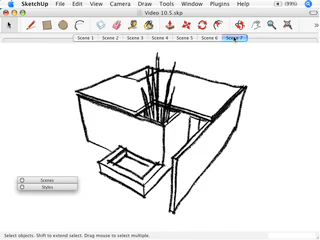 SketchUp File Edit View Camera Draw Tools Window Plugins Help (99%)
Video 10.5.skp
Scene 1 Scene 2 Scene 3 Scene 4 Scene 5 Scene 6 Scene 7
Scenes
Styles
Select objects. Shift to extend select. Drag mouse to select multiple.